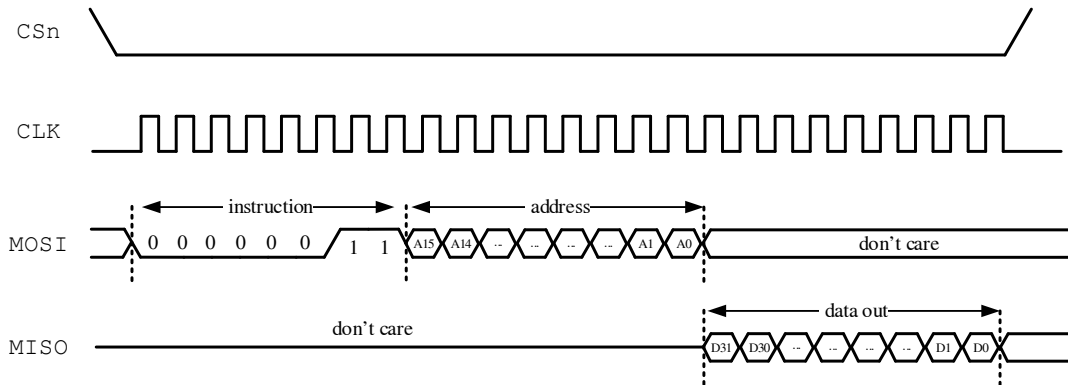 CSn
CLK
instruction address
MOSI 0 0 0 0 0 0 1 1 A15 A14 ... ... ... ... A1 A0 don't care
data out
don't care
MISO D31 D30 ... ... ... ... D1 D0